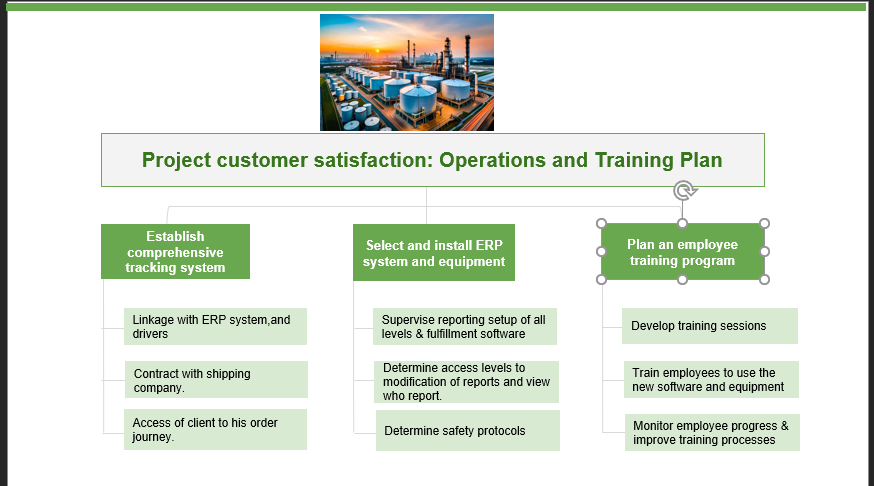 Project customer satisfaction: Operations and Training Plan
Establish
comprehensive
tracking system
Select and install ERP
system and equipment
Plan an employee
training program
Linkage with ERP system,and
drivers
Contract with shipping
company.
Access of client to his order
journey.
Supervise reporting setup of all
levels & fulfillment software
Determine access levels to
modification of reports and view
who report.
Determine safety protocols
Develop training sessions
Train employees to use the
new software and equipment
Monitor employee progress &
improve training processes